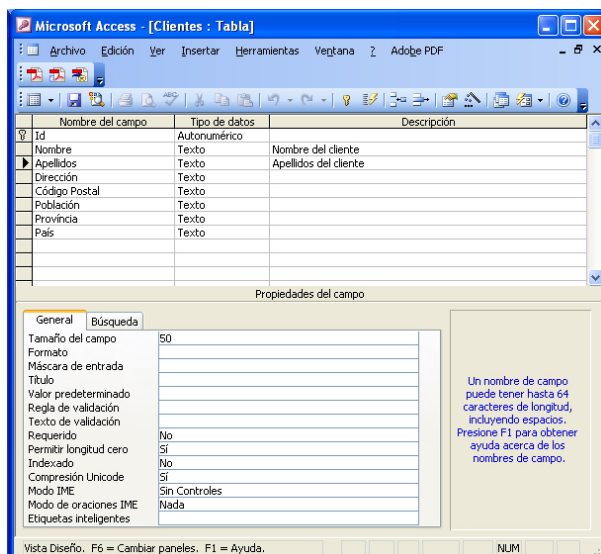 Microsoft Access - [Clientes : Tabla]
Archivo Edición Ver Insertar Herramientas Ventana ? Adobe PDF
Nombre del campo Tipo de datos Descripción
Id Autonumérico
Nombre Texto Nombre del cliente
Apellidos Texto Apellidos del cliente
Dirección Texto
Código Postal Texto
Población Texto
Província Texto
País Texto
Propiedades del campo
General Búsqueda
Tamaño del campo 50
Formato
Máscara de entrada
Título
Valor predeterminado
Regla de validación
Texto de validación
Requerido No
Permitir longitud cero Sí
Indexado No
Compresión Unicode Sí
Modo IME Sin Controles
Modo de oraciones IME Nada
Etiquetas inteligentes
Un nombre de campo
puede tener hasta 64
caracteres de longitud,
incluyendo espacios.
Presione F1 para obtener
ayuda acerca de los
nombres de campo.
Vista Diseño. F6 = Cambiar paneles. F1 = Ayuda. NUM